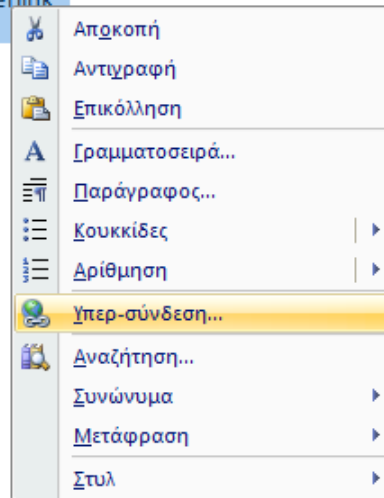 Αποκοπή
Αντιγραφή
Επικόλληση
Γραμματοσειρά...
Παράγραφος...
Κουκκίδες
Αρίθμηση
Υπερ-σύνδεση...
Αναζήτηση...
Συνώνυμα
Μετάφραση
Στυλ